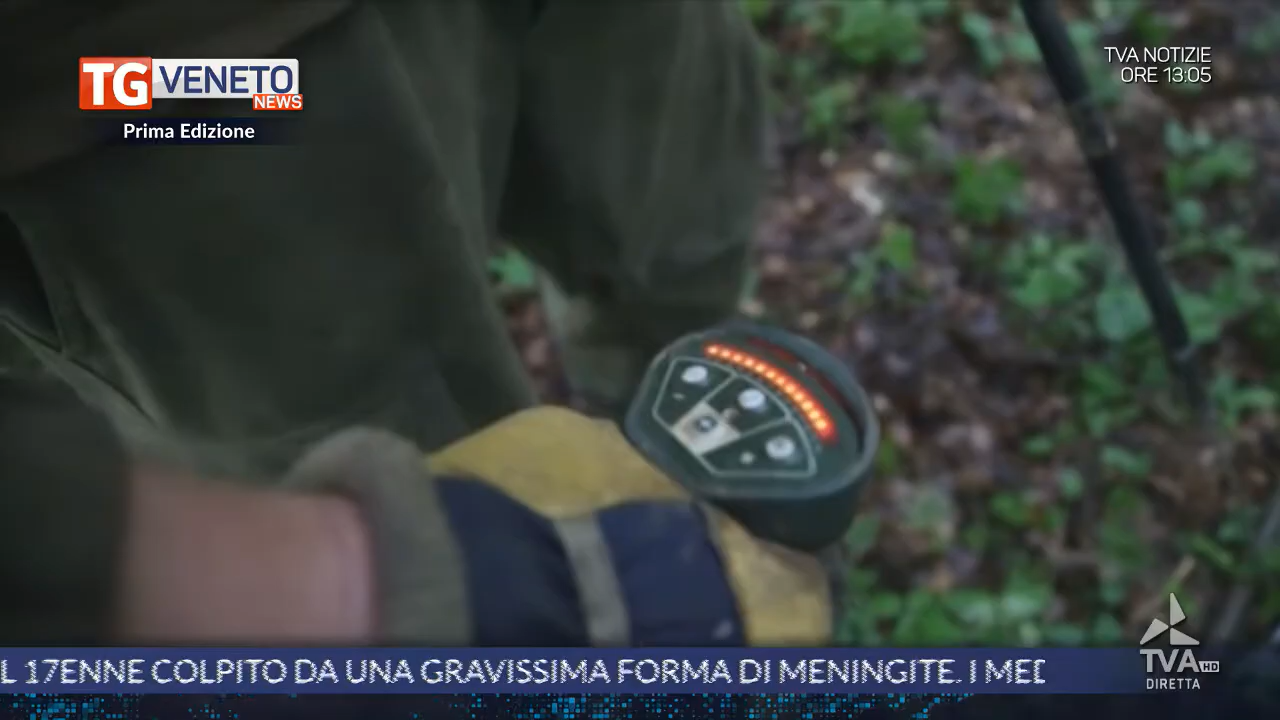 TG VENETO
NEWS
Prima Edizione
TVA NOTIZIE
ORE 13:05
L 17ENNE COLPITO DA UNA GRAVISSIMA FORMA DI MENINGITE. I MED
TVA HD
DIRETTA